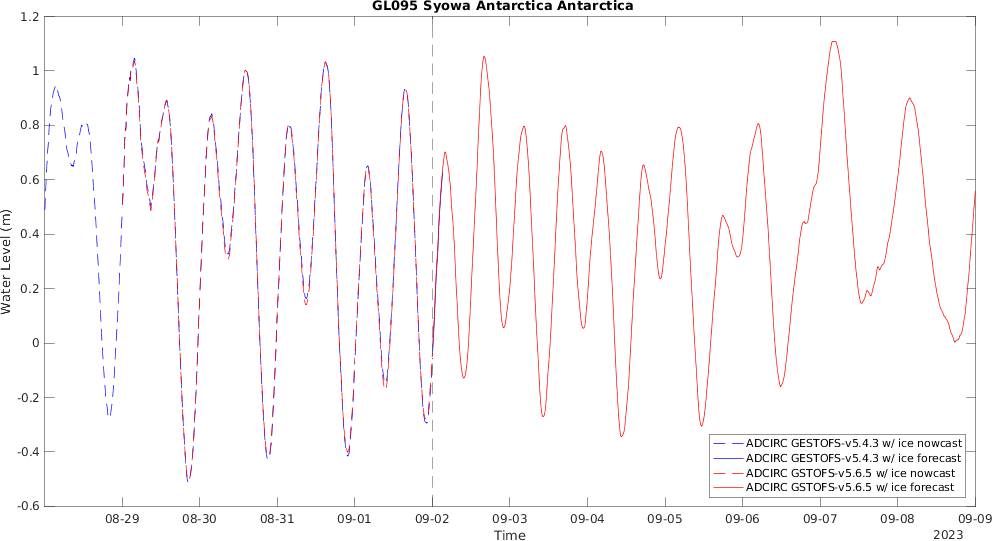 GL095 Syowa Antarctica Antarctica
1.2
1
0.8
0.6
0.4
0.2
0
-0.2
-0.4
-0.6
Water Level (m)
ADCIRC GESTOFS-v5.4.3 w/ ice nowcast
ADCIRC GESTOFS-v5.4.3 w/ ice forecast
ADCIRC GSTOFS-v5.6.5 w/ ice nowcast
ADCIRC GSTOFS-v5.6.5 w/ ice forecast
08-29 08-30 08-31 09-01 09-02 09-03 09-04 09-05 09-06 09-07 09-08 09-09
Time
2023